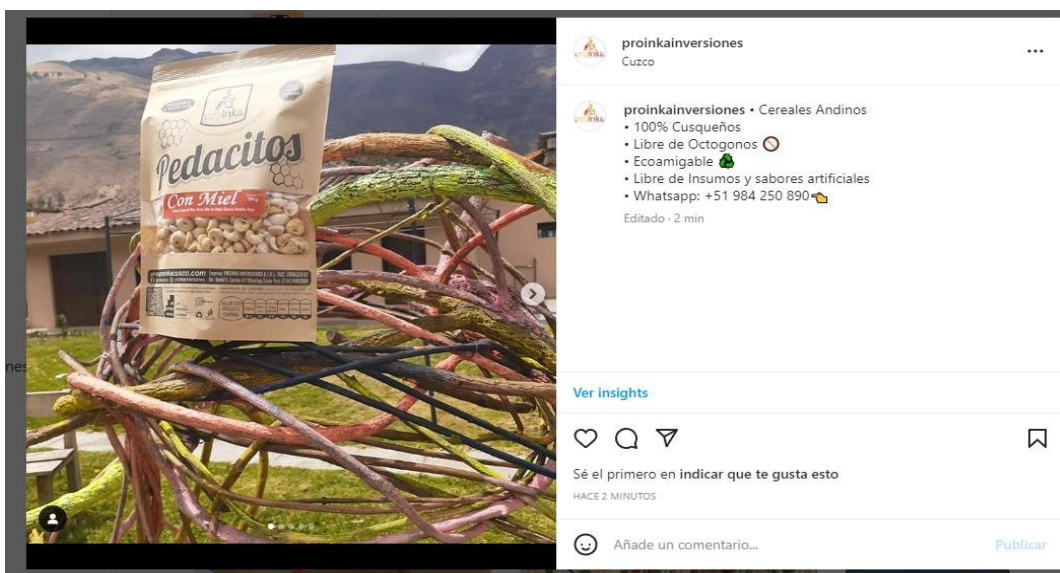 proinka
Pedacitos
Con Miel
proinkainversiones
Cuzco
proinkainversiones • Cereales Andinos
• 100% Cusqueños
• Libre de Octogonos
• Ecoamigable
• Libre de Insumos y sabores artificiales
• Whatsapp: +51 984 250 890
Editado · 2 min
Ver insights
Sé el primero en indicar que te gusta esto
HACE 2 MINUTOS
Añade un comentario...
Publicar